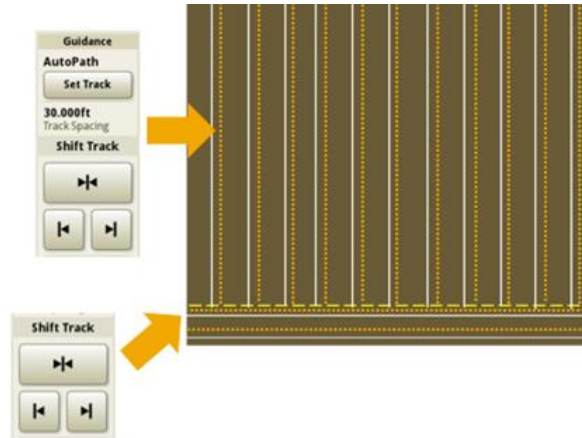 Guidance
AutoPath
Set Track
30.000ft
Track Spacing
Shift Track
Shift Track